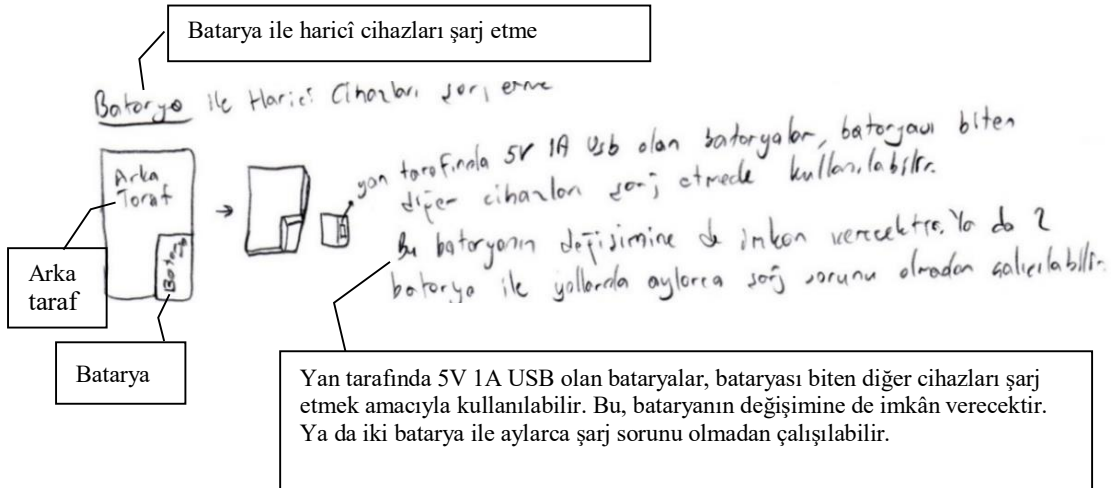 Batarya ile haricî cihazları şarj etme
Batarya ile Harici Cihazları şarj etme
Arka
Taraf
Batarya
yan tarafında 5V 1A Usb olan bataryalar, bataryası biten
diğer cihazları şarj etmede kullanılabilir.
Bu bataryanın değişimine de imkan verecektir. Ya da 2
batarya ile yollarda aylarca şarj sorunu olmadan çalışılabilir.
Arka
taraf
Batarya
Yan tarafında 5V 1A USB olan bataryalar, bataryası biten diğer cihazları şarj
etmek amacıyla kullanılabilir. Bu, bataryanın değişimine de imkân verecektir.
Ya da iki batarya ile aylarca şarj sorunu olmadan çalışılabilir.